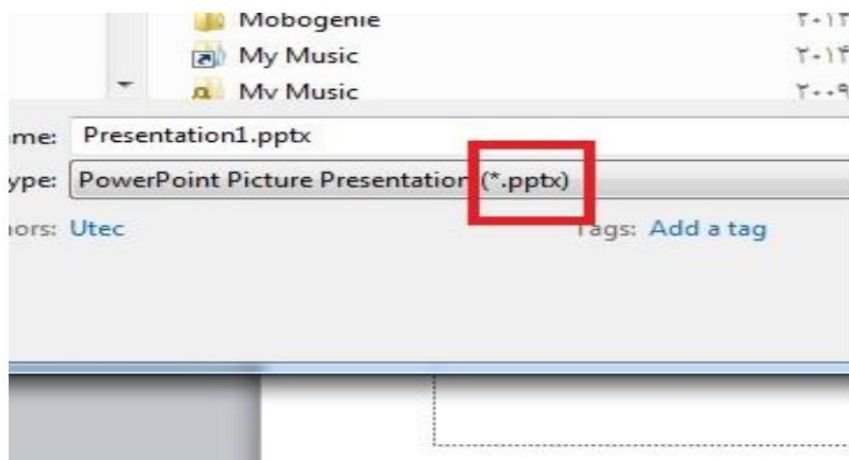 Mobogenie
My Music
My Music
me: Presentation1.pptx
ype: PowerPoint Picture Presentation (*.pptx)
ors: Utec Tags: Add a tag